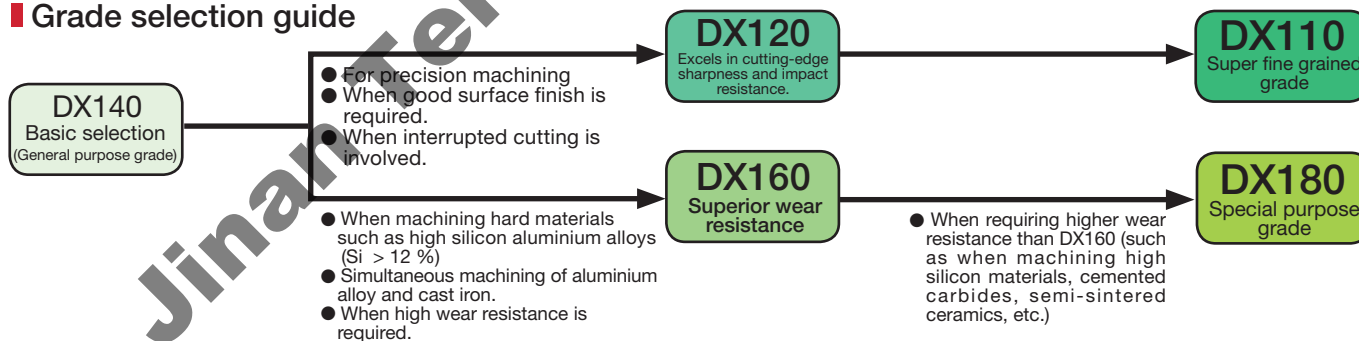 Grade selection guide
DX140
Basic selection
(General purpose grade)
● For precision machining
● When good surface finish is
required.
● When interrupted cutting is
involved.
DX120
Excels in cutting-edge
sharpness and impact
resistance.
DX110
Super fine grained
grade
● When machining hard materials
such as high silicon aluminium alloys
(Si > 12 %)
● Simultaneous machining of aluminium
alloy and cast iron.
● When high wear resistance is
required.
DX160
Superior wear
resistance
● When requiring higher wear
resistance than DX160 (such
as when machining high
silicon materials, cemented
carbides, semi-sintered
ceramics, etc.)
DX180
Special purpose
grade
Jinan